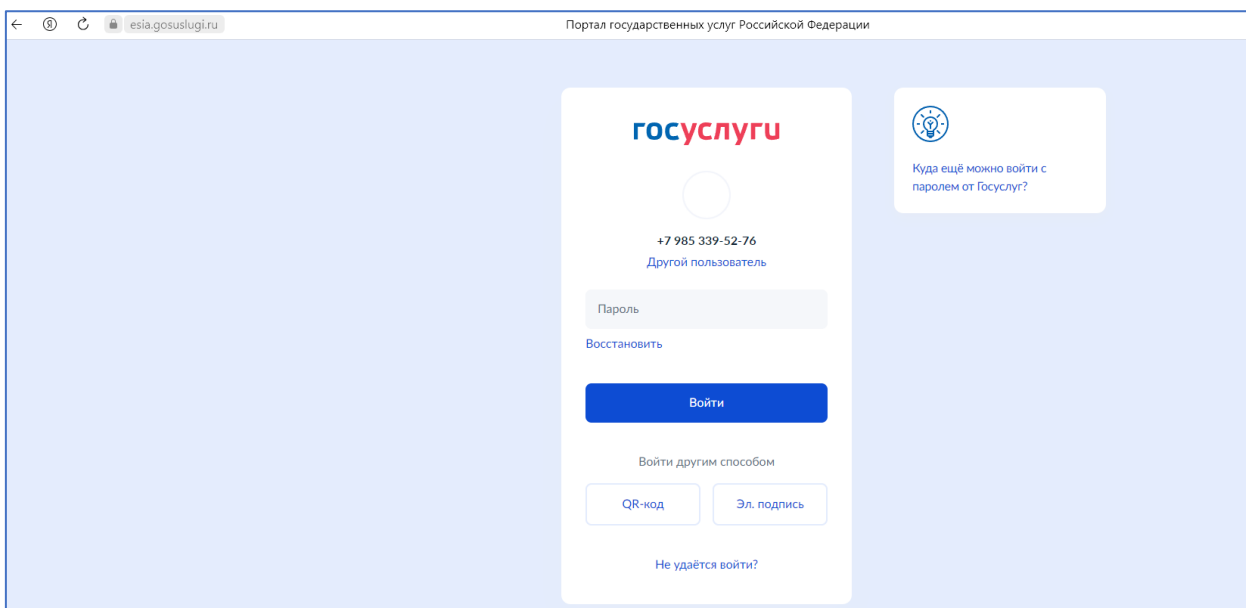 esia.gosuslugi.ru
Портал государственных услуг Российской Федерации
госуслуги
+7 985 339-52-76
Другой пользователь
Пароль
Восстановить
Войти
Войти другим способом
QR-код
Эл. подпись
Не удаётся войти?
Куда ещё можно войти с
паролем от Госуслуг?